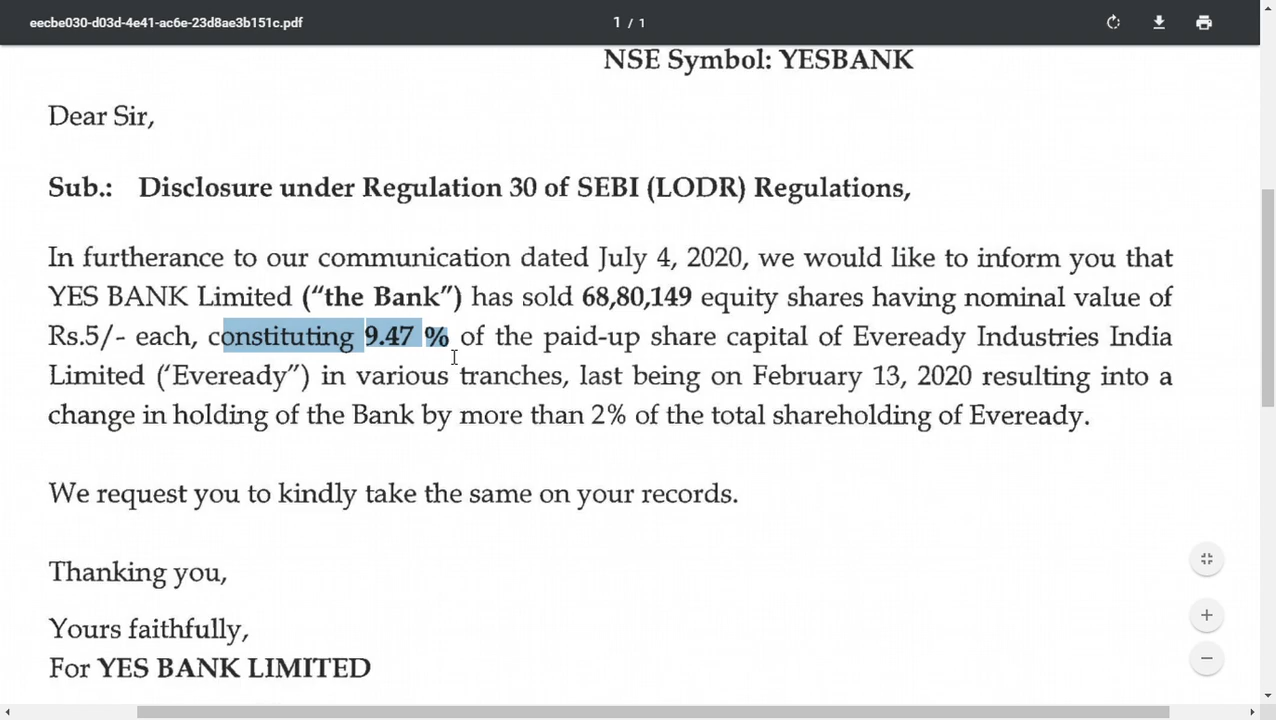 eecbe030-d03d-4e41-ac6e-23d8ae3b151c.pdf
1 / 1
NSE Symbol: YESBANK
Dear Sir,
Sub.: Disclosure under Regulation 30 of SEBI (LODR) Regulations,
In furtherance to our communication dated July 4, 2020, we would like to inform you that
YES BANK Limited (“the Bank”) has sold 68,80,149 equity shares having nominal value of
Rs.5/- each, constituting 9.47 % of the paid-up share capital of Eveready Industries India
Limited (‘Eveready”) in various tranches, last being on February 13, 2020 resulting into a
change in holding of the Bank by more than 2% of the total shareholding of Eveready.
We request you to kindly take the same on your records.
Thanking you,
Yours faithfully,
For YES BANK LIMITED